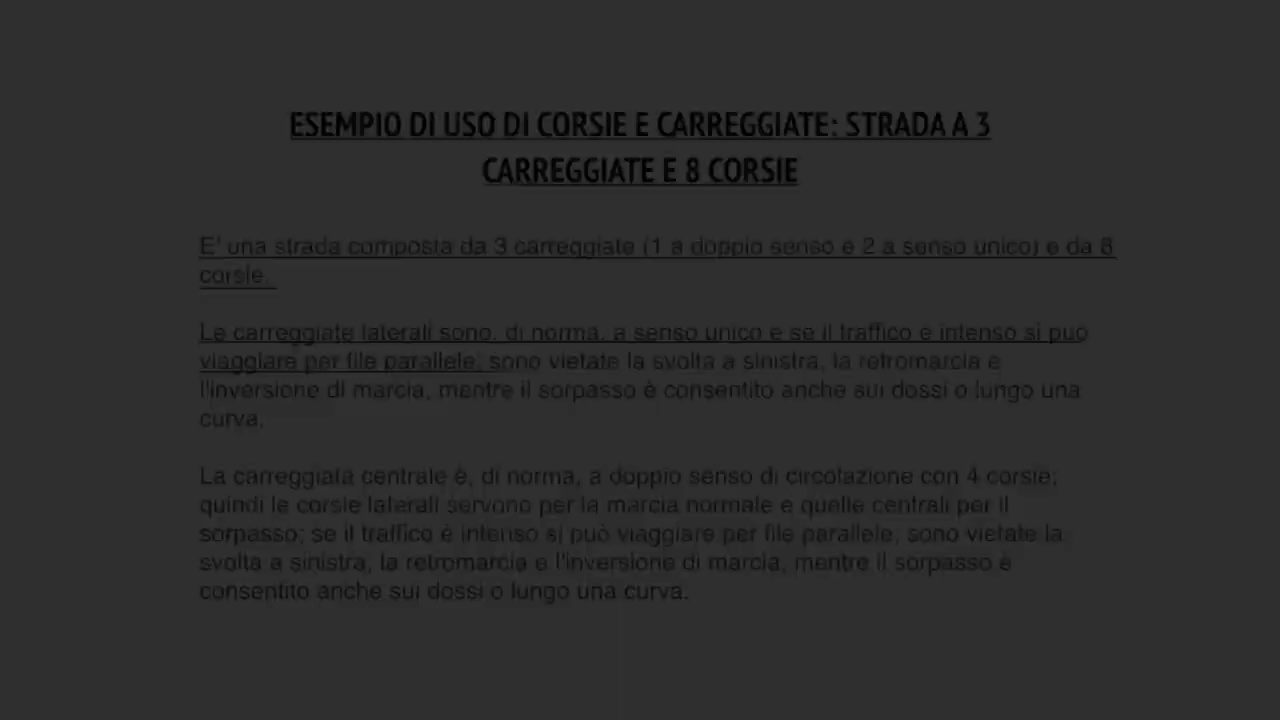 ESEMPIO DI USO DI CORSIE E CARREGGIATE: STRADA A 3
CARREGGIATE E 8 CORSIE
E' una strada composta da 3 carreggiate (1 a doppio senso e 2 a senso unico) e da 8
corsie.
Le carreggiate laterali sono, di norma, a senso unico e se il traffico è intenso si può
viaggiare per file parallele, sono vietate la svolta a sinistra, la retromarcia e
l'inversione di marcia, mentre il sorpasso è consentito anche sui dossi o lungo una
curva.
La carreggiata centrale è, di norma, a doppio senso di circolazione con 4 corsie;
quindi le corsie laterali servono per la marcia normale e quelle centrali per il
sorpasso; se il traffico è intenso si può viaggiare per file parallele, sono vietate la
svolta a sinistra, la retromarcia e l'inversione di marcia, mentre il sorpasso è
consentito anche sui dossi o lungo una curva.